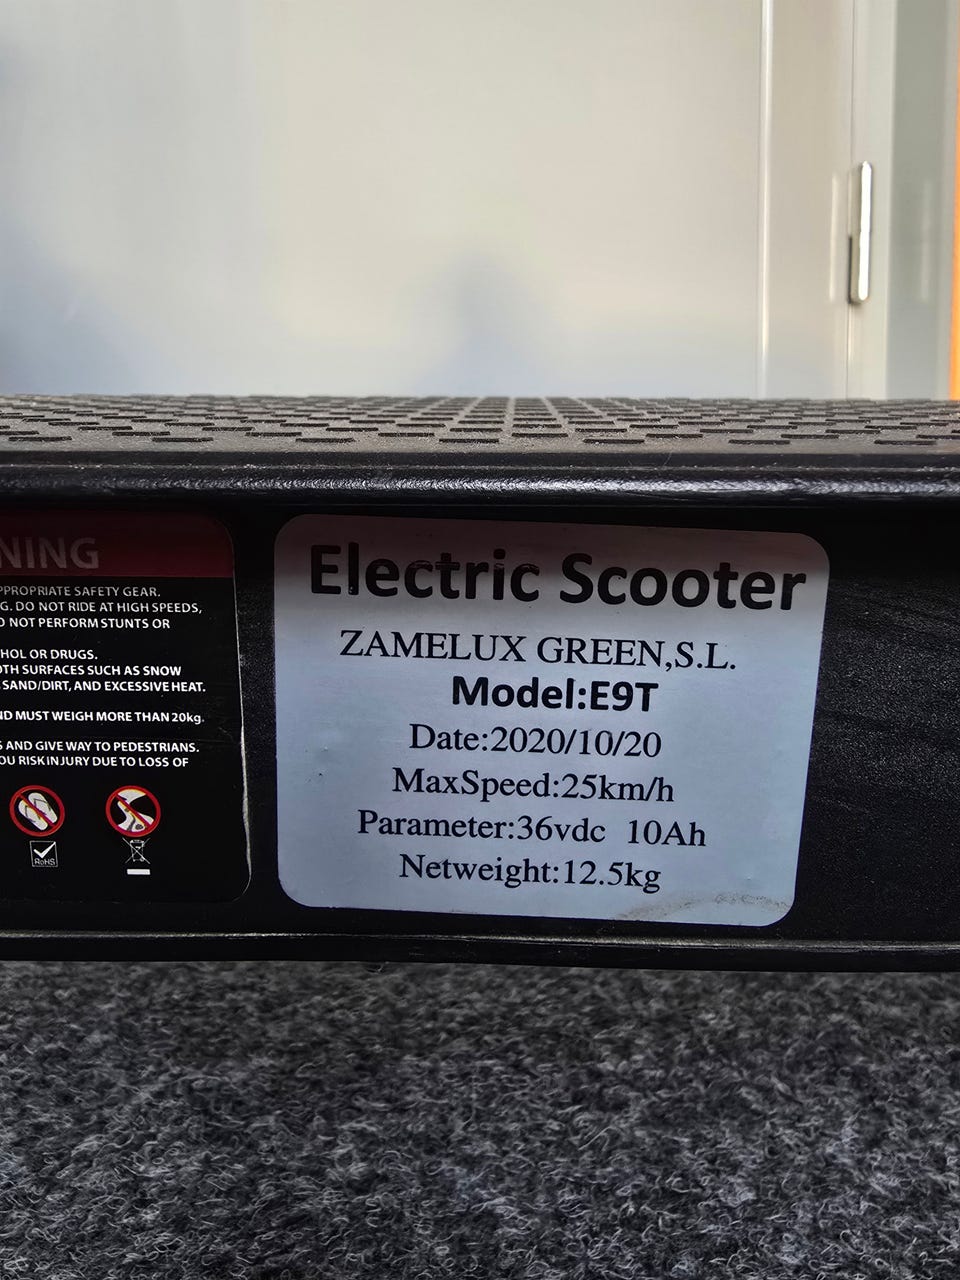 NING
PPROPRIATE SAFETY GEAR.
G. DO NOT RIDE AT HIGH SPEEDS,
O NOT PERFORM STUNTS OR
HOL OR DRUGS.
OTH SURFACES SUCH AS SNOW
SAND/DIRT, AND EXCESSIVE HEAT.
ND MUST WEIGH MORE THAN 20kg.
S AND GIVE WAY TO PEDESTRIANS.
OU RISK INJURY DUE TO LOSS OF
RoHS
Electric Scooter
ZAMELUX GREEN,S.L.
Model:E9T
Date:2020/10/20
MaxSpeed:25km/h
Parameter:36vdc 10Ah
Netweight:12.5kg